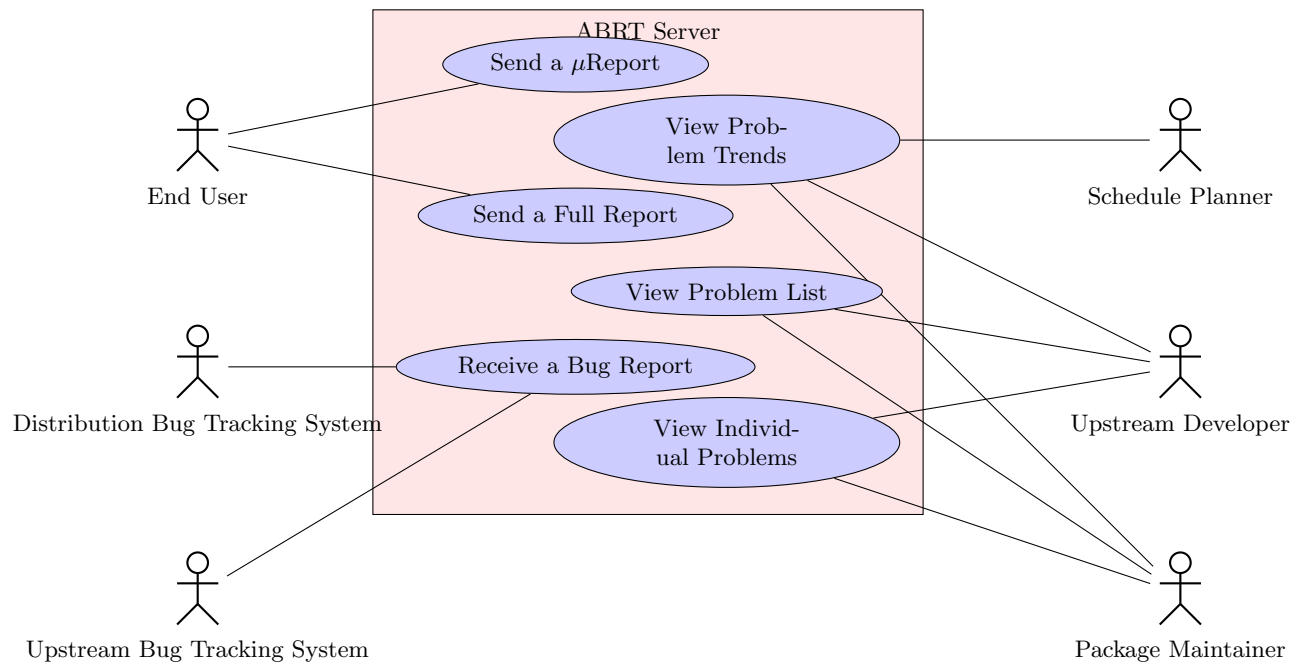 ABRT Server
Send a μReport
View Prob-
lem Trends
End User
Schedule Planner
Send a Full Report
View Problem List
Receive a Bug Report
Distribution Bug Tracking System
Upstream Developer
View Individ-
ual Problems
Upstream Bug Tracking System
Package Maintainer